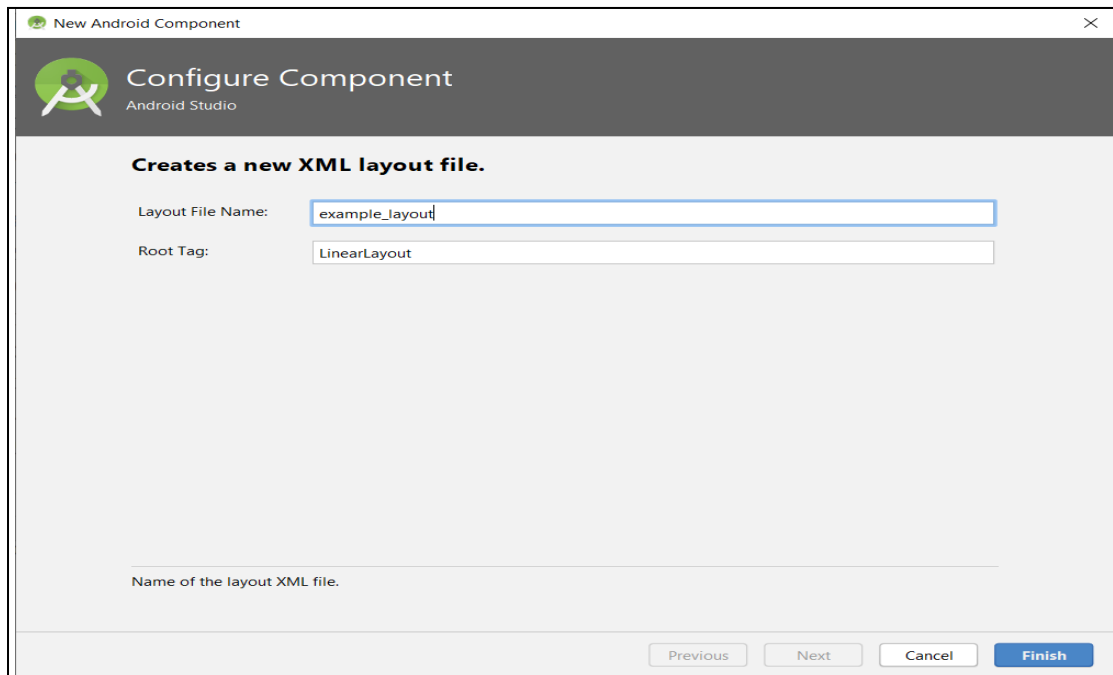 New Android Component
Configure Component
Android Studio
Creates a new XML layout file.
Layout File Name: example_layout
Root Tag: LinearLayout
Name of the layout XML file.
Previous Next Cancel Finish